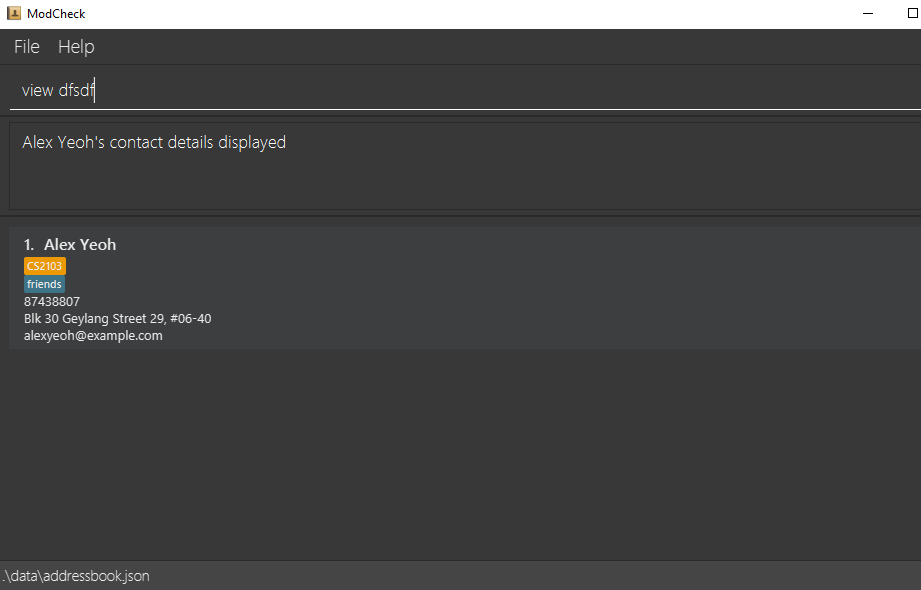 ModCheck
File Help
view dfsdf
Alex Yeoh's contact details displayed
1. Alex Yeoh
CS2103
friends
87438807
Blk 30 Geylang Street 29, #06-40
alexyeoh@example.com
.\data\addressbook.json